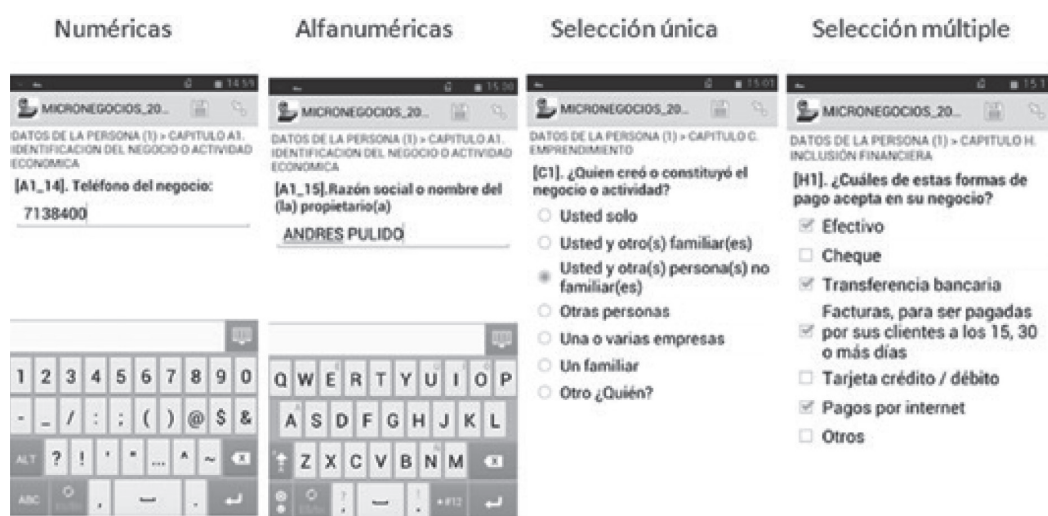 Numéricas
Alfanuméricas
Selección única
Selección múltiple
14:59
MICRONEGOCIOS_20...
DATOS DE LA PERSONA (1) > CAPITULO A1.
IDENTIFICACION DEL NEGOCIO O ACTIVIDAD
ECONOMICA
[A1_14]. Teléfono del negocio:
7138400
1 2 3 4 5 6 7 8 9 0
- _ / : ; ( ) @ $ &
ALT ? ! ' " ... ^ ~
ABC , .
15:00
MICRONEGOCIOS_20...
DATOS DE LA PERSONA (1) > CAPITULO A1.
IDENTIFICACION DEL NEGOCIO O ACTIVIDAD
ECONOMICA
[A1_15].Razón social o nombre del
(la) propietario(a)
ANDRES PULIDO
Q W E R T Y U I O P
A S D F G H J K L
Z X C V B N M
15:01
MICRONEGOCIOS_20...
DATOS DE LA PERSONA (1) > CAPITULO C.
EMPRENDIMIENTO
[C1]. ¿Quien creó o constituyó el
negocio o actividad?
Usted solo
Usted y otro(s) familiar(es)
Usted y otra(s) persona(s) no
familiar(es)
Otras personas
Una o varias empresas
Un familiar
Otro ¿Quién?
MICRONEGOCIOS_20...
DATOS DE LA PERSONA (1) > CAPITULO H.
INCLUSIÓN FINANCIERA
[H1]. ¿Cuáles de estas formas de
pago acepta en su negocio?
Efectivo
Cheque
Transferencia bancaria
Facturas, para ser pagadas
por sus clientes a los 15, 30
o más días
Tarjeta crédito / débito
Pagos por internet
Otros